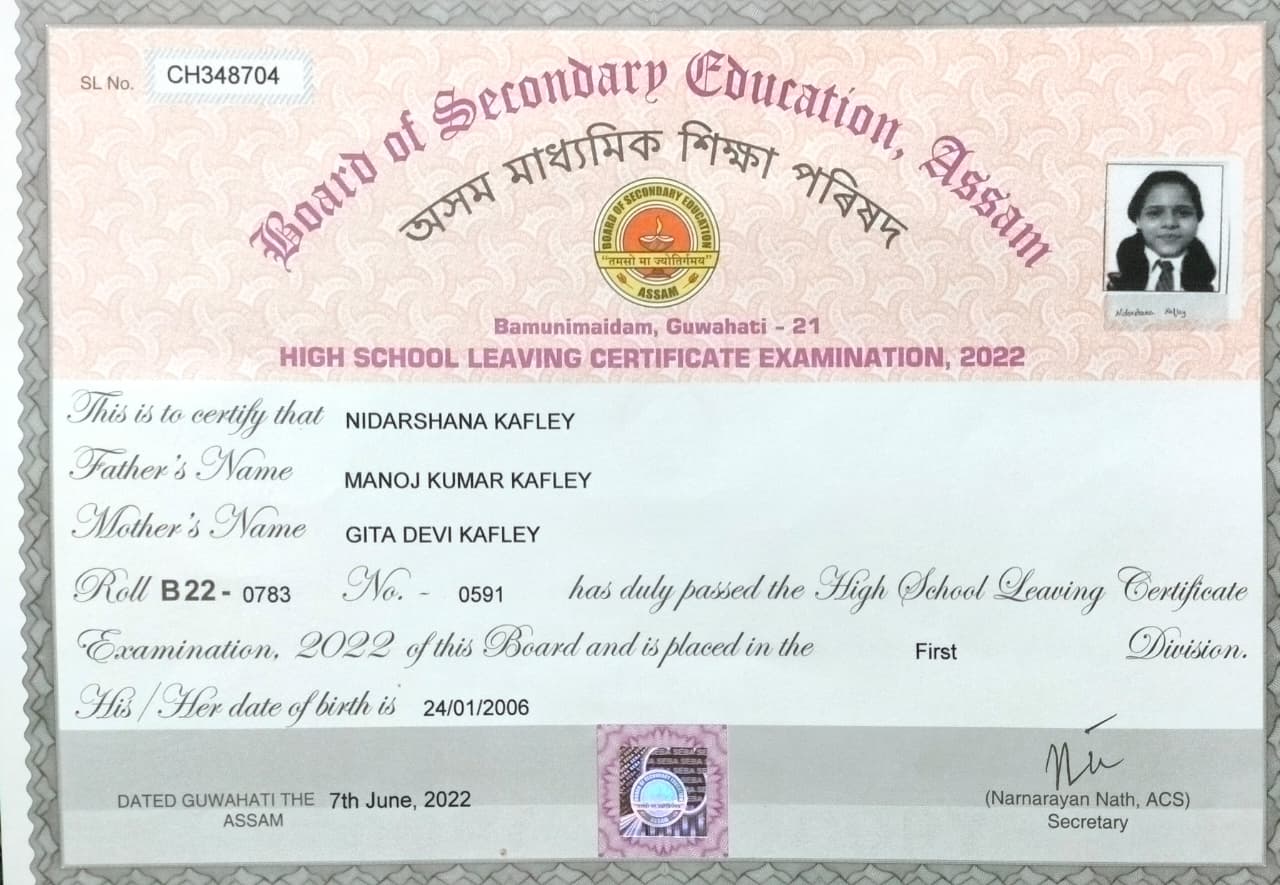 SL No. CH348704
Board of Secondary Education, Assam
অসম মাধ্যমিক শিক্ষা পৰিষদ
BOARD OF SECONDARY EDUCATION
"तमसो मा ज्योतिर्गमय"
ASSAM
Nidarshana Kafley
Bamunimaidam, Guwahati - 21
HIGH SCHOOL LEAVING CERTIFICATE EXAMINATION, 2022
This is to certify that NIDARSHANA KAFLEY
Father's Name MANOJ KUMAR KAFLEY
Mother's Name GITA DEVI KAFLEY
Roll B22 - 0783 No. - 0591 has duly passed the High School Leaving Certificate
Examination, 2022 of this Board and is placed in the First Division.
His / Her date of birth is 24/01/2006
DATED GUWAHATI THE 7th June, 2022
ASSAM
SEBA SEBA SEBA
(Narnarayan Nath, ACS)
Secretary